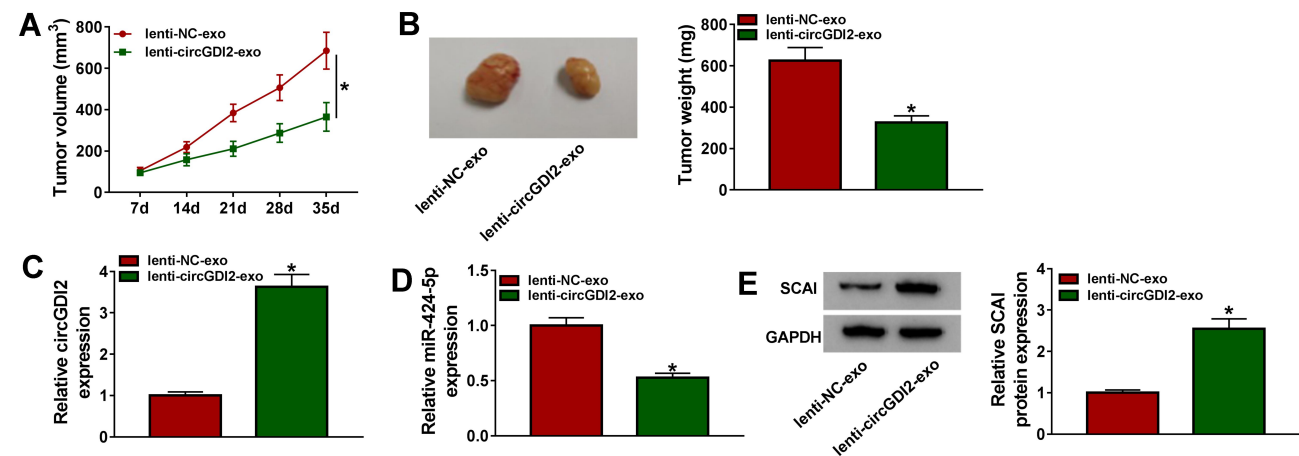 A
Tumor volume (mm3)
800
600
400
200
0
lenti-NC-exo
lenti-circGDI2-exo
*
7d 14d 21d 28d 35d
B
lenti-NC-exo
lenti-circGDI2-exo
Tumor weight (mg)
800
600
400
200
0
lenti-NC-exo
lenti-circGDI2-exo
*
C
Relative circGDI2
expression
4
3
2
1
0
lenti-NC-exo
lenti-circGDI2-exo
*
D
Relative miR-424-5p
expression
1.5
1.0
0.5
0.0
lenti-NC-exo
lenti-circGDI2-exo
*
E
SCAI
GAPDH
lenti-NC-exo
lenti-circGDI2-exo
Relative SCAI
protein expression
4
3
2
1
0
lenti-NC-exo
lenti-circGDI2-exo
*